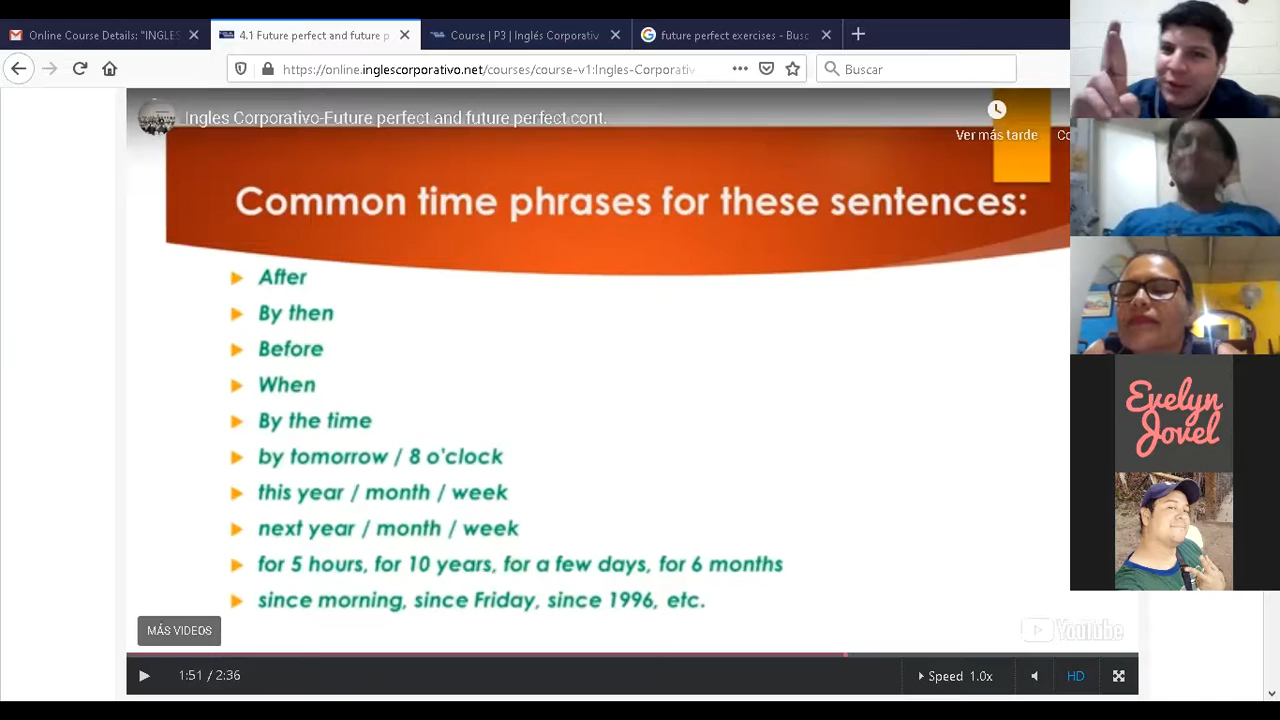 Online Course Details: "INGLES
4.1 Future perfect and future p
Course | P3 | Inglés Corporativ
future perfect exercises - Busc
https://online.inglescorporativo.net/courses/course-v1:Ingles-Corporativ
Buscar
Ingles Corporativo-Future perfect and future perfect cont.
Ver más tarde
Co
Common time phrases for these sentences:
After
By then
Before
When
By the time
by tomorrow / 8 o'clock
this year / month / week
next year / month / week
for 5 hours, for 10 years, for a few days, for 6 months
since morning, since Friday, since 1996, etc.
MÁS VIDEOS
YouTube
1:51 / 2:36
Speed 1.0x
HD
Evelyn
Jovel